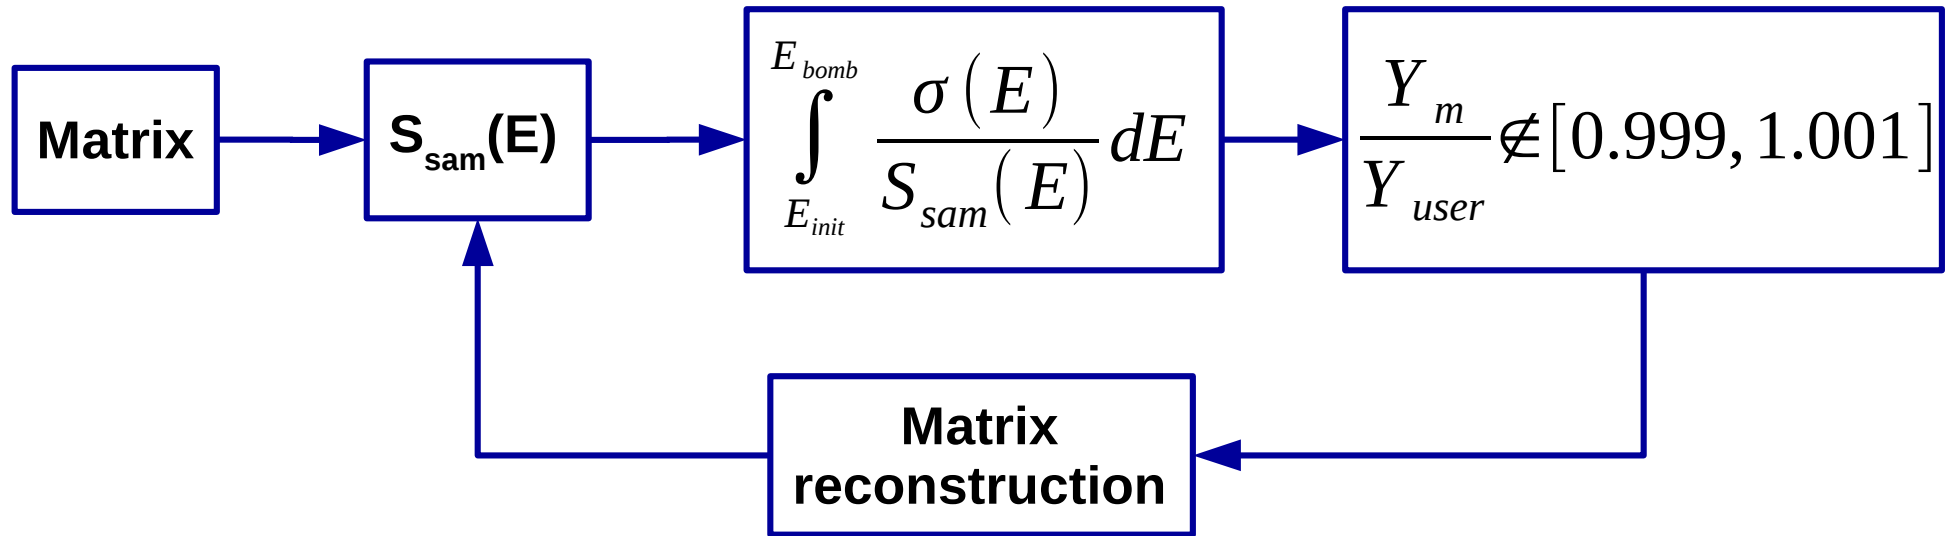 Matrix
S_sam(E)
∫_{E_init}^{E_bomb} σ(E)/S_sam(E) dE
Y_m/Y_user ∉ [0.999, 1.001]
Matrix
reconstruction